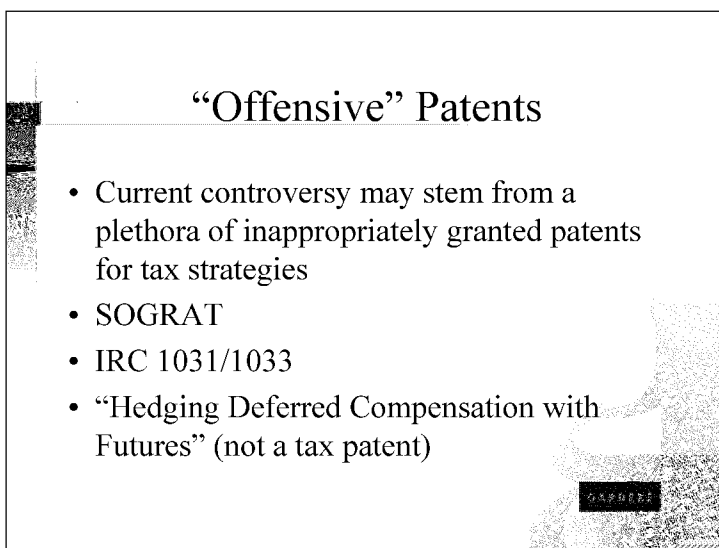 “Offensive” Patents
• Current controversy may stem from a
plethora of inappropriately granted patents
for tax strategies
• SOGRAT
• IRC 1031/1033
• “Hedging Deferred Compensation with
Futures” (not a tax patent)